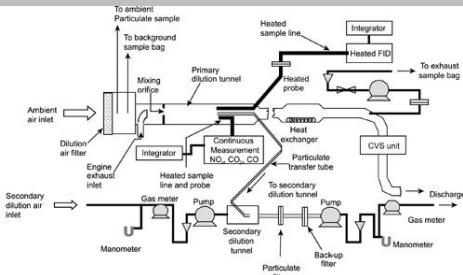 To ambient
Particulate sample
To background
sample bag
Mixing
orifice
Primary
dilution tunnel
Heated
sample line
Integrator
Heated FID
Heated
probe
To exhaust
sample bag
Ambient
air inlet
Dilution
air filter
Engine
exhaust
inlet
Integrator
Continuous
Measurement
NOx, CO2, CO
Heat
exchanger
CVS unit
Heated sample
line and probe
Particulate
transfer tube
To secondary
dilution tunnel
Secondary
dilution air
inlet
Gas meter
Pump
Pump
Discharge
Gas meter
Manometer
Secondary
dilution
tunnel
Back-up
filter
Manometer
Particulate